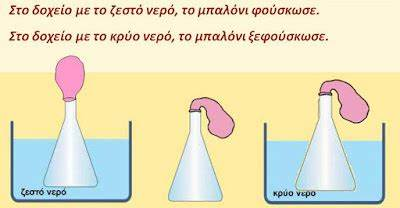 Στο δοχείο με το ζεστό νερό, το μπαλόνι φούσκωσε.
Στο δοχείο με το κρύο νερό, το μπαλόνι ξεφούσκωσε.
ζεστό νερό
κρύο νερο